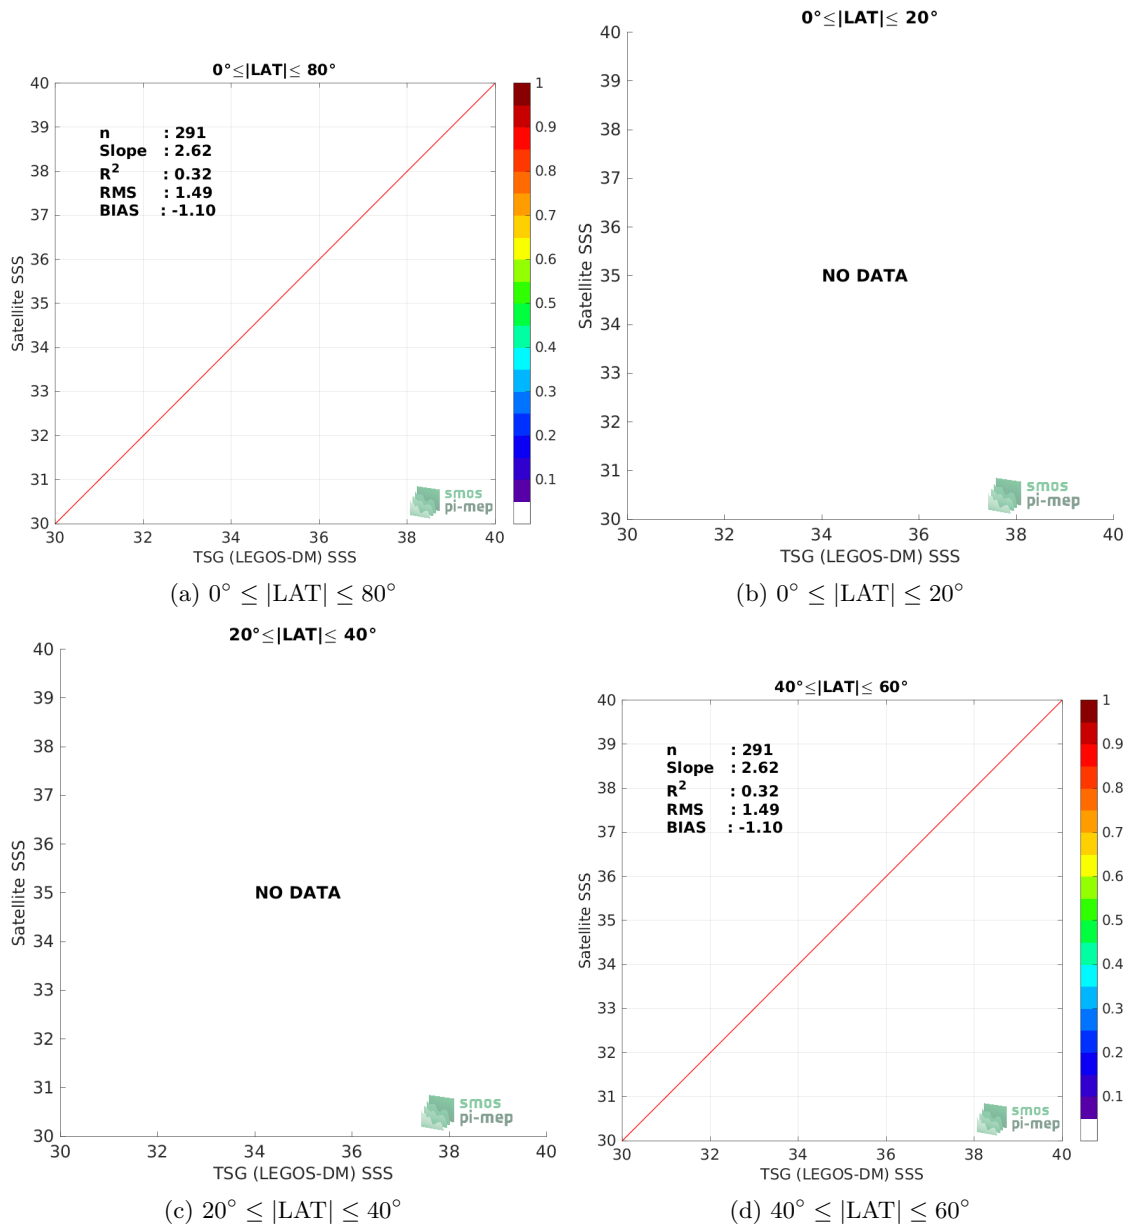 0°≤|LAT|≤ 80°
40
39
38
37
36
35
34
33
32
31
30
Satellite SSS
n : 291
Slope : 2.62
R² : 0.32
RMS : 1.49
BIAS : -1.10
smos
pi-mep
30 32 34 36 38 40
TSG (LEGOS-DM) SSS
1
0.9
0.8
0.7
0.6
0.5
0.4
0.3
0.2
0.1
(a) 0° ≤ |LAT| ≤ 80°
0°≤|LAT|≤ 20°
40
39
38
37
36
35
34
33
32
31
30
Satellite SSS
NO DATA
smos
pi-mep
30 32 34 36 38 40
TSG (LEGOS-DM) SSS
(b) 0° ≤ |LAT| ≤ 20°
20°≤|LAT|≤ 40°
40
39
38
37
36
35
34
33
32
31
30
Satellite SSS
NO DATA
smos
pi-mep
30 32 34 36 38 40
TSG (LEGOS-DM) SSS
(c) 20° ≤ |LAT| ≤ 40°
40°≤|LAT|≤ 60°
40
39
38
37
36
35
34
33
32
31
30
Satellite SSS
n : 291
Slope : 2.62
R² : 0.32
RMS : 1.49
BIAS : -1.10
smos
pi-mep
30 32 34 36 38 40
TSG (LEGOS-DM) SSS
1
0.9
0.8
0.7
0.6
0.5
0.4
0.3
0.2
0.1
(d) 40° ≤ |LAT| ≤ 60°